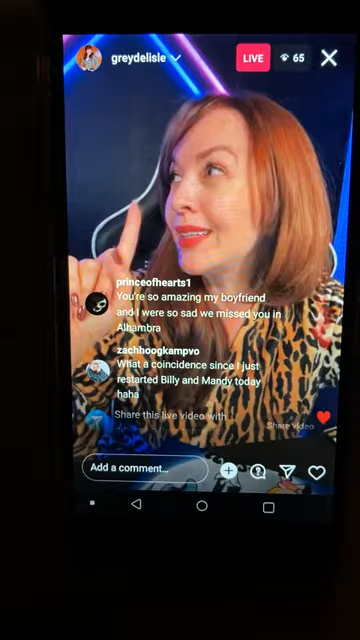 greydelisle
LIVE
65
princeofhearts1
You're so amazing my boyfriend
and I were so sad we missed you in
Alhambra
zachhoogkampvo
What a coincidence since I just
restarted Billy and Mandy today
haha
Share this live video with
Share video
Add a comment...